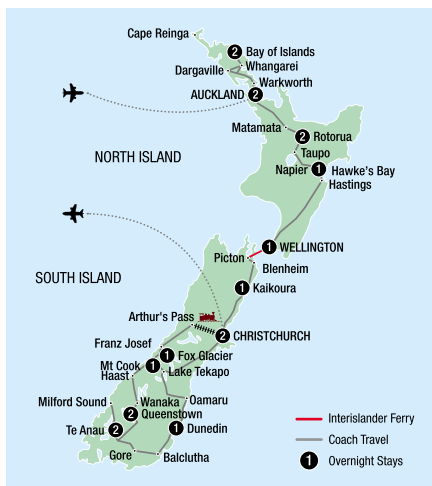 Cape Reinga
2
Bay of Islands
Whangarei
Dargaville
Warkworth
AUCKLAND
2
Matamata
2
Rotorua
Taupo
NORTH ISLAND
Napier
1
Hawke's Bay
Hastings
1
WELLINGTON
Picton
Blenheim
SOUTH ISLAND
1
Kaikoura
Arthur's Pass
2
CHRISTCHURCH
Franz Josef
1
Fox Glacier
Mt Cook
1
Lake Tekapo
Haast
Milford Sound
Wanaka
Oamaru
2
Queenstown
Te Anau
2
1
Dunedin
Gore
Balclutha
Interislander Ferry
Coach Travel
1
Overnight Stays